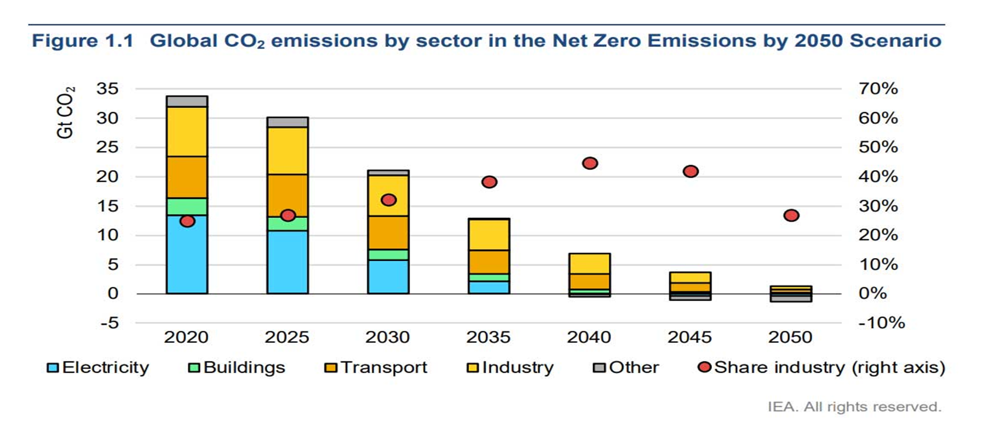 Figure 1.1 Global CO₂ emissions by sector in the Net Zero Emissions by 2050 Scenario
Gt CO₂
35 70%
30 60%
25 50%
20 40%
15 30%
10 20%
5 10%
0 0%
-5 -10%
2020 2025 2030 2035 2040 2045 2050
Electricity Buildings Transport Industry Other Share industry (right axis)
IEA. All rights reserved.